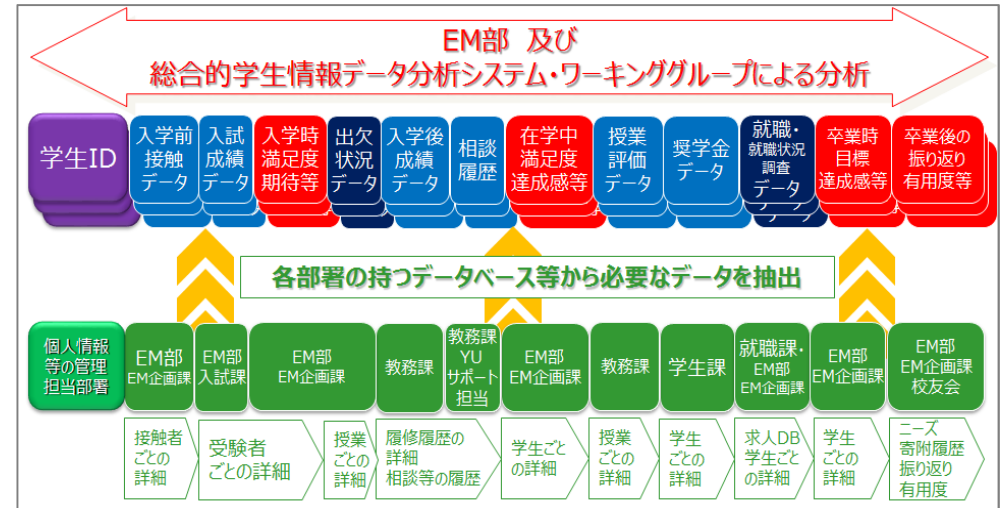 EM部 及び
総合的学生情報データ分析システム・ワーキンググループによる分析
学生ID
入学前
接触
データ
入試
成績
データ
入学時
満足度
期待等
出欠
状況
データ
入学後
成績
データ
相談
履歴
在学中
満足度
達成感等
授業
評価
データ
奨学金
データ
就職・
就職状況
調査
データ
データ
データ
卒業時
目標
達成感等
卒業後の
振り返り
有用度等
各部署の持つデータベース等から必要なデータを抽出
個人情報
等の管理
担当部署
EM部
EM企画課
EM部
入試課
EM部
EM企画課
教務課
教務課
YU
サポート
担当
EM部
EM企画課
教務課
学生課
就職課・
EM部
EM企画課
EM部
EM企画課
EM部
EM企画課
校友会
接触者
ごとの
詳細
受験者
ごとの詳細
授業
ごとの
詳細
履修履歴の
詳細
相談等の履歴
学生ごと
の詳細
授業
ごとの
詳細
学生
ごとの
詳細
求人DB
学生ごと
の詳細
学生
ごとの
詳細
ニーズ
寄附履歴
振り返り
有用度